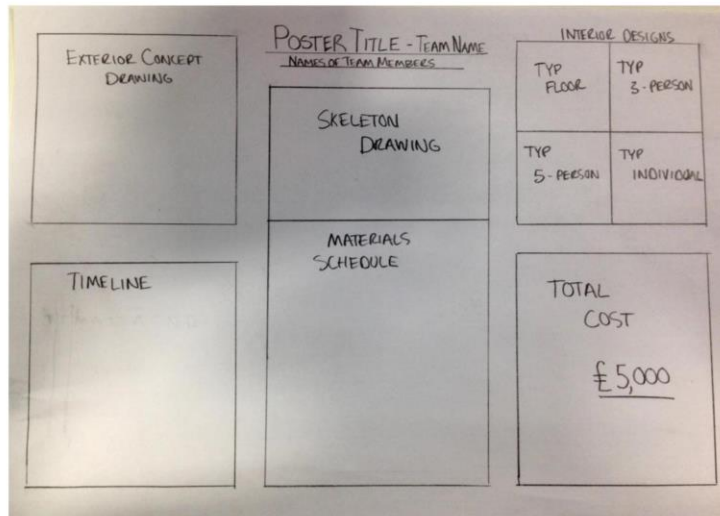 POSTER TITLE - TEAM NAME
NAMES OF TEAM MEMBERS
EXTERIOR CONCEPT
DRAWING
TIMELINE
SKELETON
DRAWING
MATERIALS
SCHEDULE
INTERIOR DESIGNS
TYP
FLOOR
TYP
3-PERSON
TYP
5-PERSON
TYP
INDIVIDUAL
TOTAL
COST
£5,000